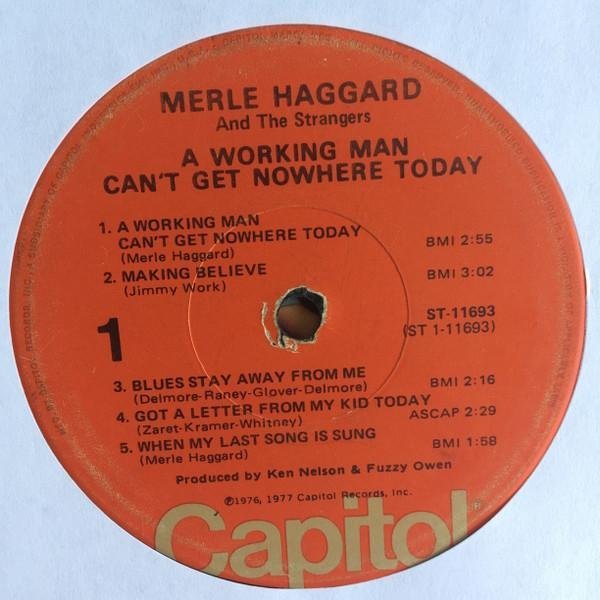 MERLE HAGGARD
And The Strangers
A WORKING MAN
CAN'T GET NOWHERE TODAY
1. A WORKING MAN
CAN'T GET NOWHERE TODAY
(Merle Haggard)
BMI 2:55
2. MAKING BELIEVE
(Jimmy Work)
BMI 3:02
1
ST-11693
(ST 1-11693)
3. BLUES STAY AWAY FROM ME
(Delmore-Raney-Glover-Delmore)
BMI 2:16
4. GOT A LETTER FROM MY KID TODAY
(Zaret-Kramer-Whitney)
ASCAP 2:29
5. WHEN MY LAST SONG IS SUNG
(Merle Haggard)
BMI 1:58
Produced by Ken Nelson & Fuzzy Owen
℗1976, 1977 Capitol Records, Inc.
Capitol®